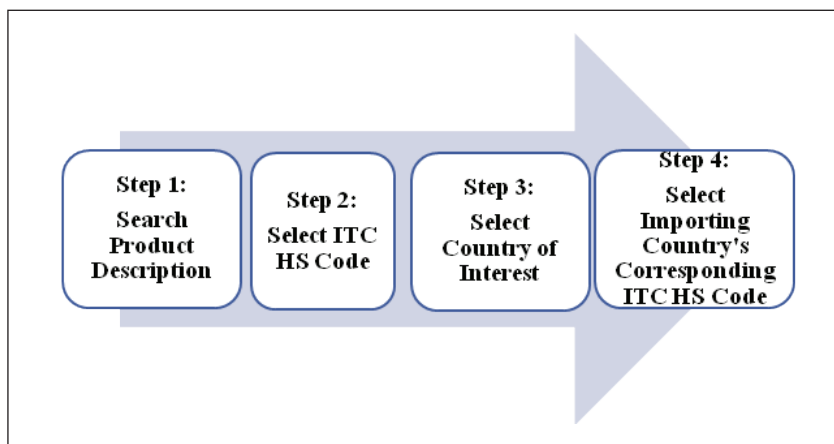 Step 1:
Search
Product
Description
Step 2:
Select ITC
HS Code
Step 3:
Select
Country of
Interest
Step 4:
Select
Importing
Country's
Corresponding
ITC HS Code